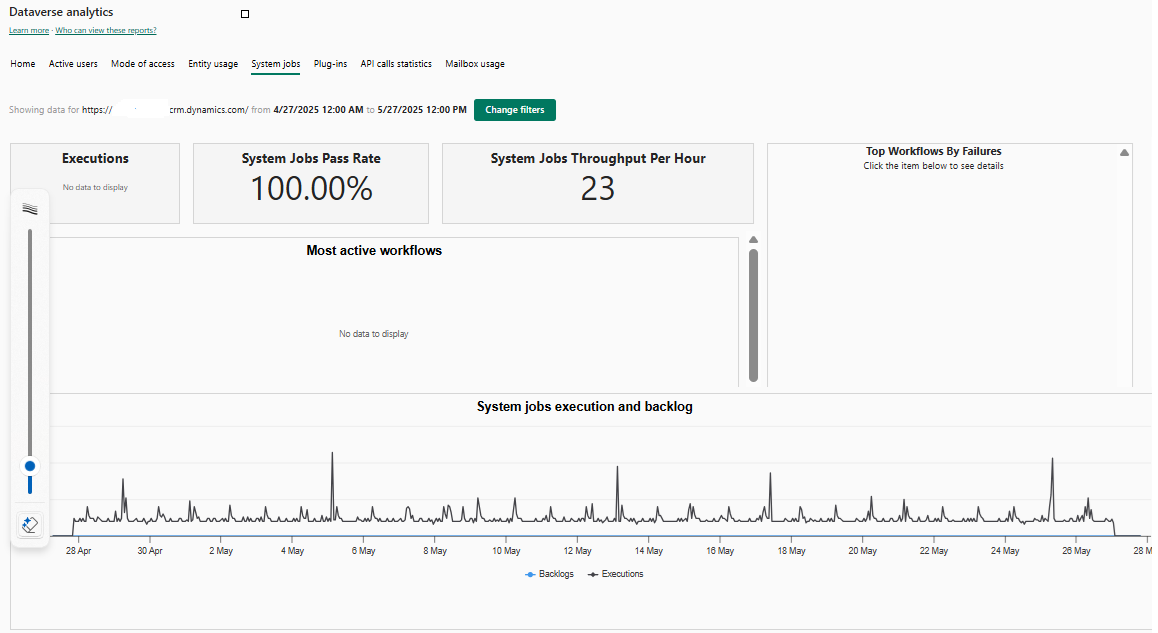 Dataverse analytics
Learn more · Who can view these reports?
Home Active users Mode of access Entity usage System jobs Plug-ins API calls statistics Mailbox usage
Showing data for https:// crm.dynamics.com/ from 4/27/2025 12:00 AM to 5/27/2025 12:00 PM Change filters
Executions
No data to display
System Jobs Pass Rate
100.00%
System Jobs Throughput Per Hour
23
Top Workflows By Failures
Click the item below to see details
Most active workflows
No data to display
System jobs execution and backlog
28 Apr 30 Apr 2 May 4 May 6 May 8 May 10 May 12 May 14 May 16 May 18 May 20 May 22 May 24 May 26 May 28 M
Backlogs Executions